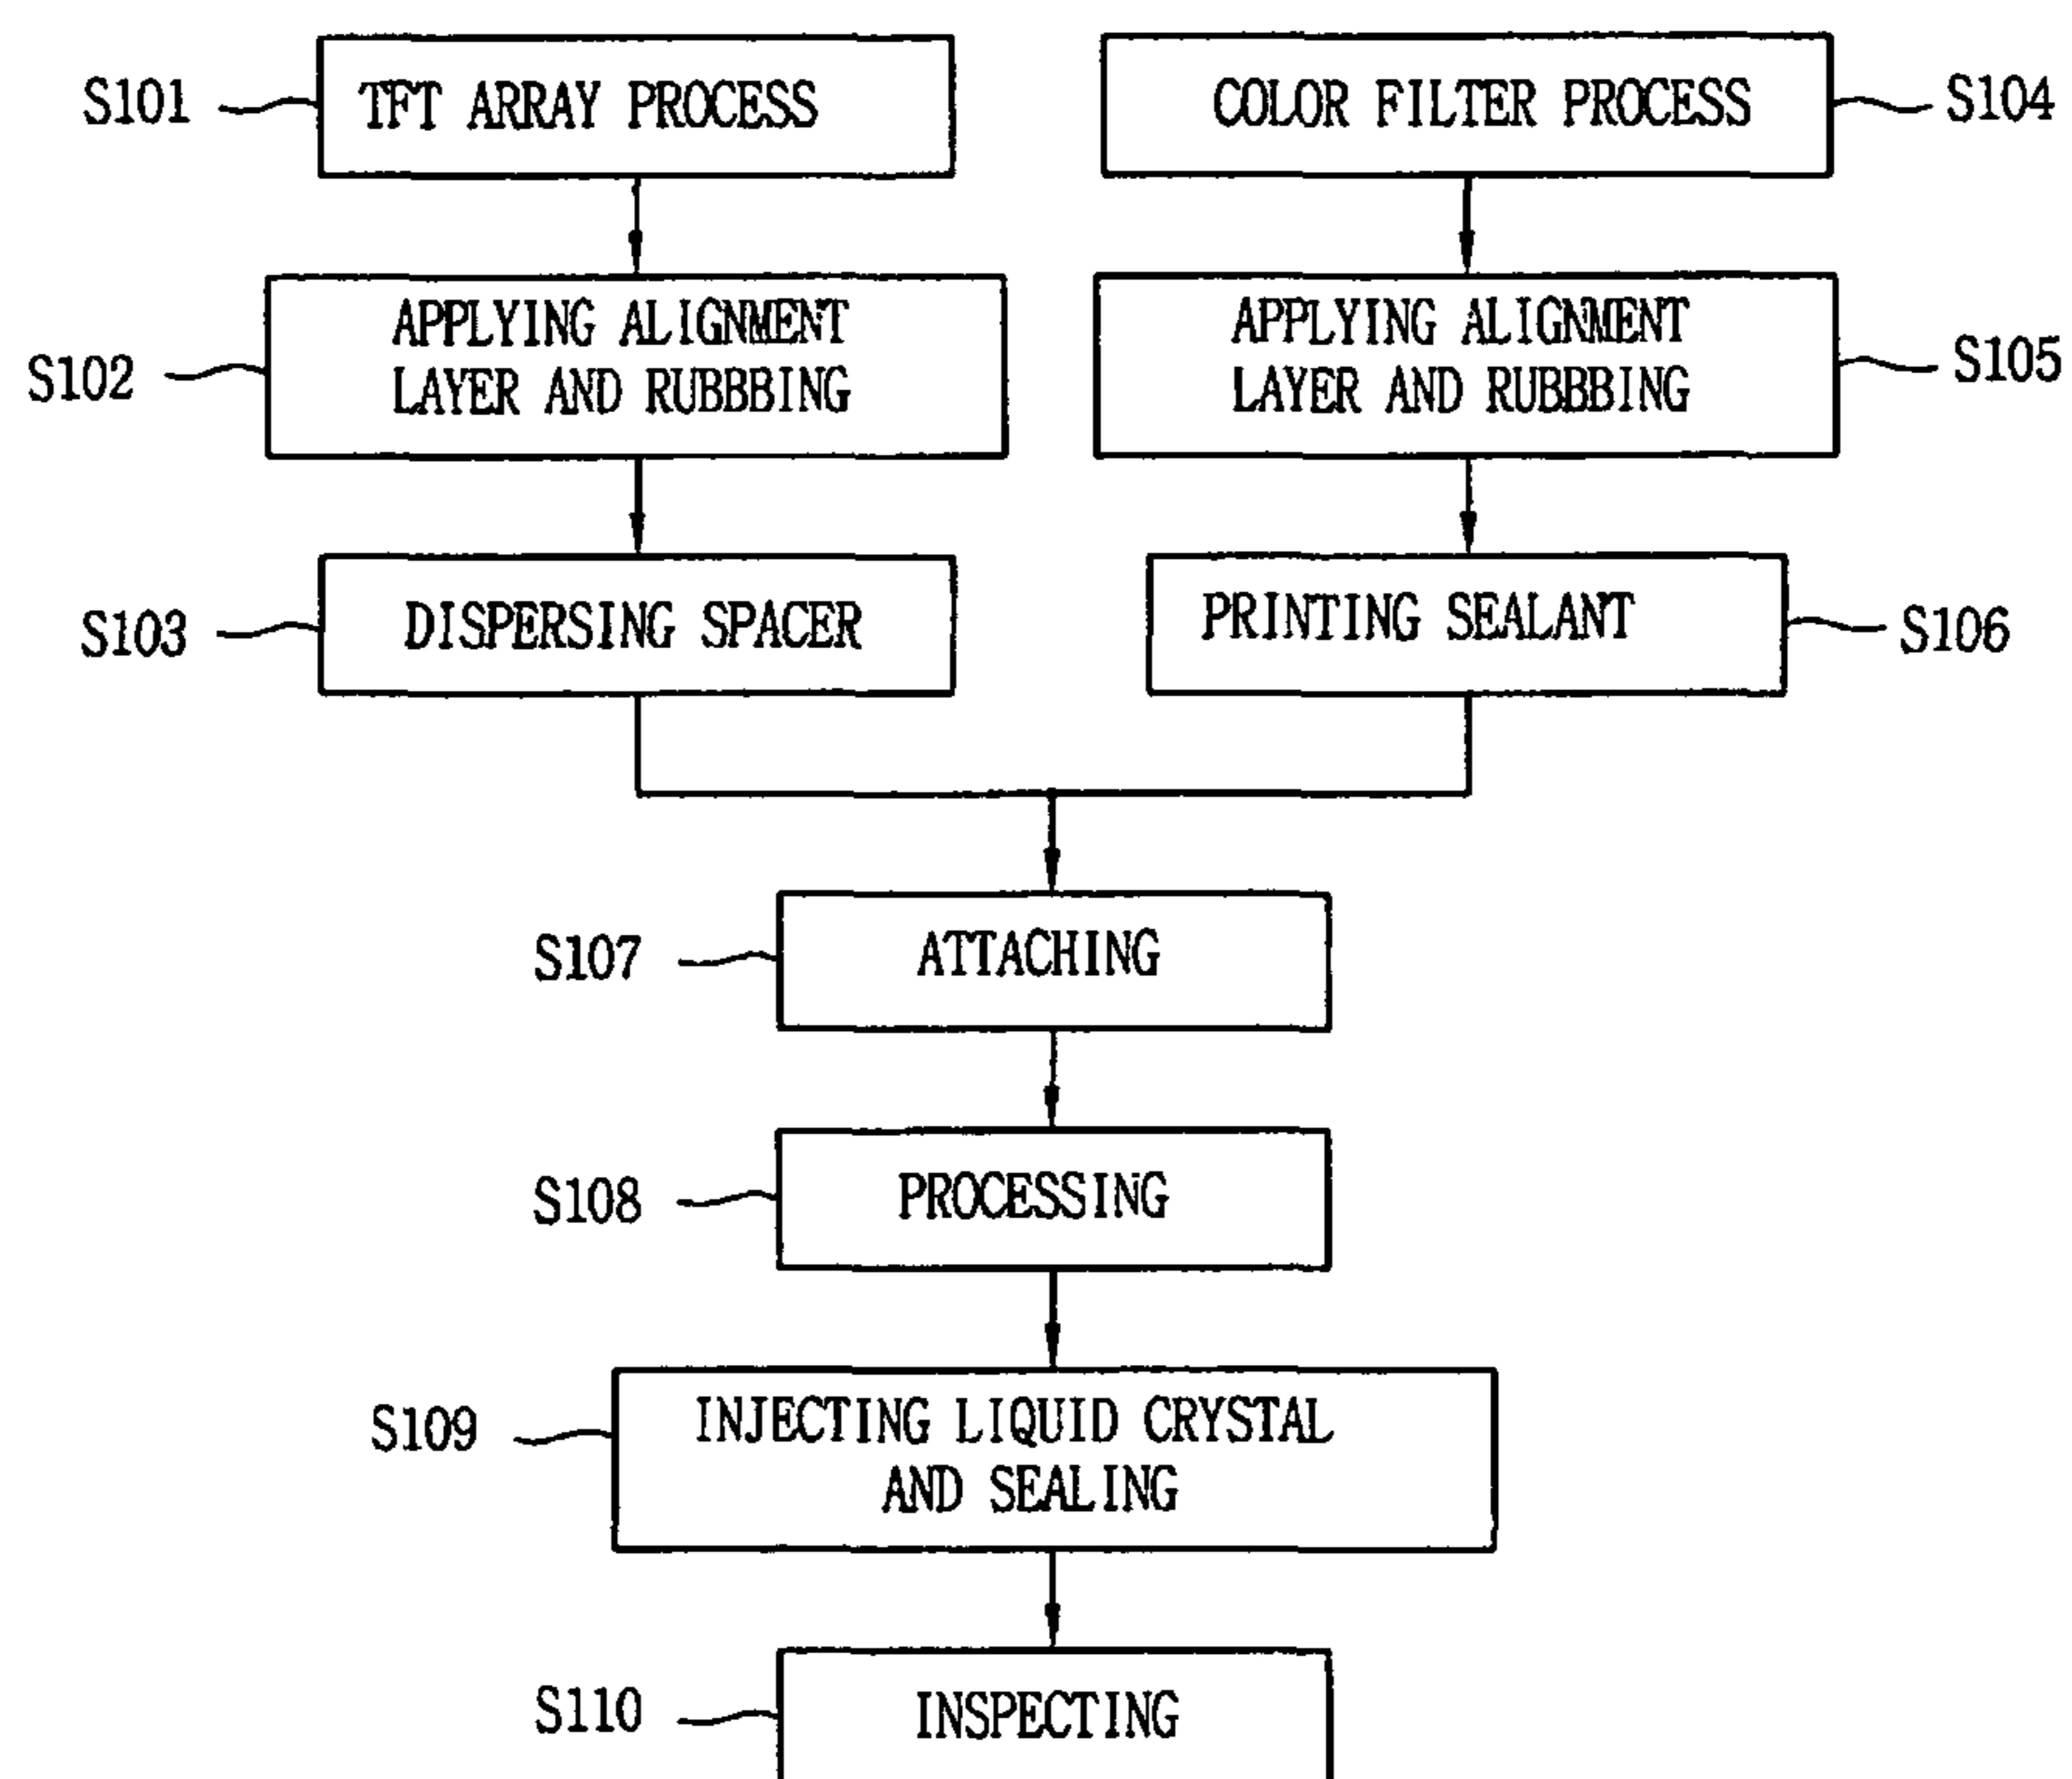 S101
TFT ARRAY PROCESS
COLOR FILTER PROCESS
S104
S102
APPLYING ALIGNMENT
LAYER AND RUBBBING
APPLYING ALIGNMENT
LAYER AND RUBBBING
S105
S103
DISPERSING SPACER
PRINTING SEALANT
S106
S107
ATTACHING
S108
PROCESSING
S109
INJECTING LIQUID CRYSTAL
AND SEALING
S110
INSPECTING